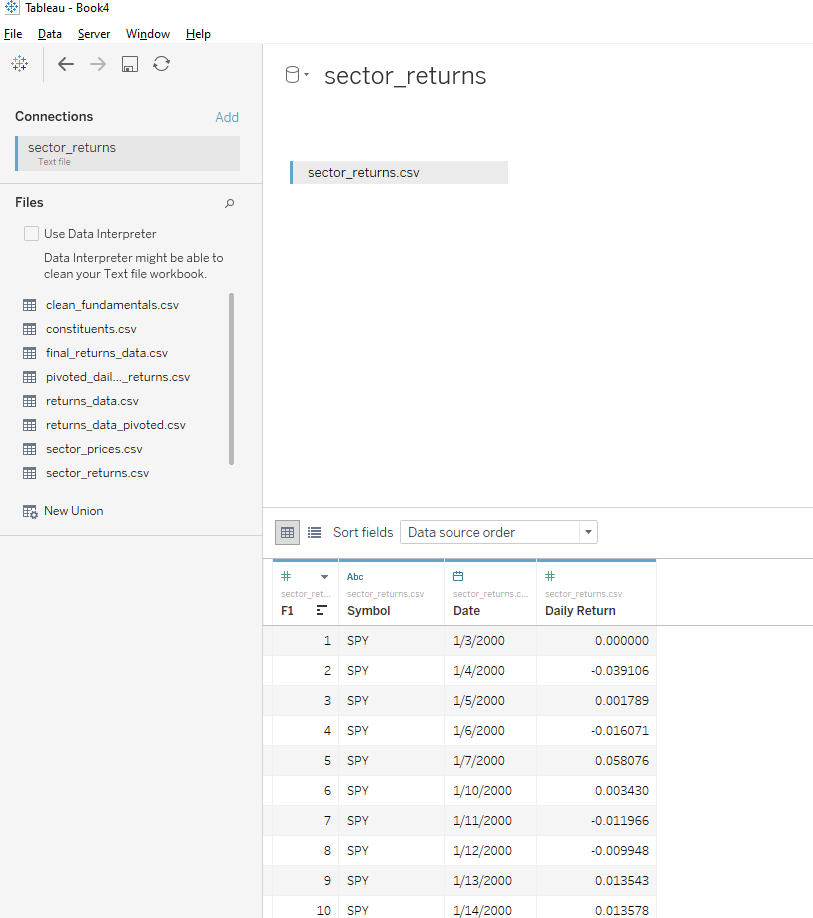 Tableau - Book4
File Data Server Window Help
Connections
Add
sector_returns
Text file
Files
Use Data Interpreter
Data Interpreter might be able to
clean your Text file workbook.
clean_fundamentals.csv
constituents.csv
final_returns_data.csv
pivoted_dail..._returns.csv
returns_data.csv
returns_data_pivoted.csv
sector_prices.csv
sector_returns.csv
New Union
sector_returns
sector_returns.csv
Sort fields Data source order
# Abc #
sector_ret... sector_returns.csv sector_returns.c... sector_returns.csv
F1 Symbol Date Daily Return
1 SPY 1/3/2000 0.000000
2 SPY 1/4/2000 -0.039106
3 SPY 1/5/2000 0.001789
4 SPY 1/6/2000 -0.016071
5 SPY 1/7/2000 0.058076
6 SPY 1/10/2000 0.003430
7 SPY 1/11/2000 -0.011966
8 SPY 1/12/2000 -0.009948
9 SPY 1/13/2000 0.013543
10 SPY 1/14/2000 0.013578